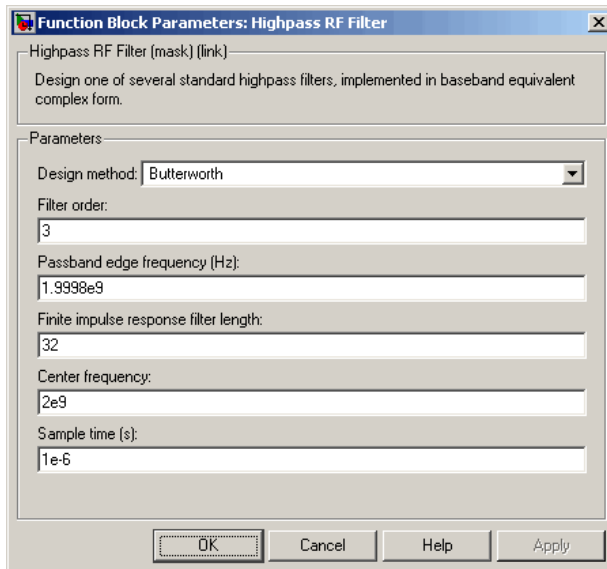 Function Block Parameters: Highpass RF Filter
Highpass RF Filter (mask) (link)
Design one of several standard highpass filters, implemented in baseband equivalent
complex form.
Parameters
Design method: Butterworth
Filter order:
3
Passband edge frequency (Hz):
1.9998e9
Finite impulse response filter length:
32
Center frequency:
2e9
Sample time (s):
1e-6
OK Cancel Help Apply